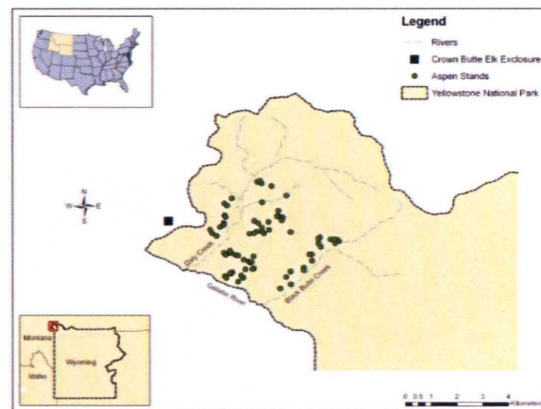 Legend
Rivers
Crown Butte Elk Exclosure
Aspen Stands
Yellowstone National Park
N
W E
S
Daly Creek
Gallatin River
Black Butte Creek
Montana
Wyoming
Idaho
0 0.5 1 2 3 4
Kilometers